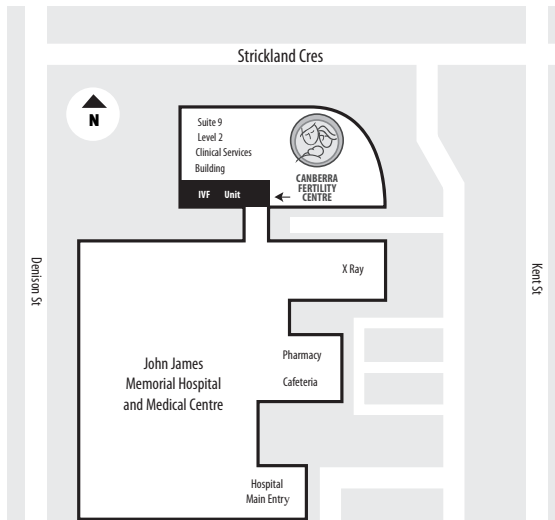 Strickland Cres
N
Suite 9
Level 2
Clinical Services
Building
CANBERRA
FERTILITY
CENTRE
IVF Unit
Denison St
Kent St
X Ray
Pharmacy
Cafeteria
John James
Memorial Hospital
and Medical Centre
Hospital
Main Entry